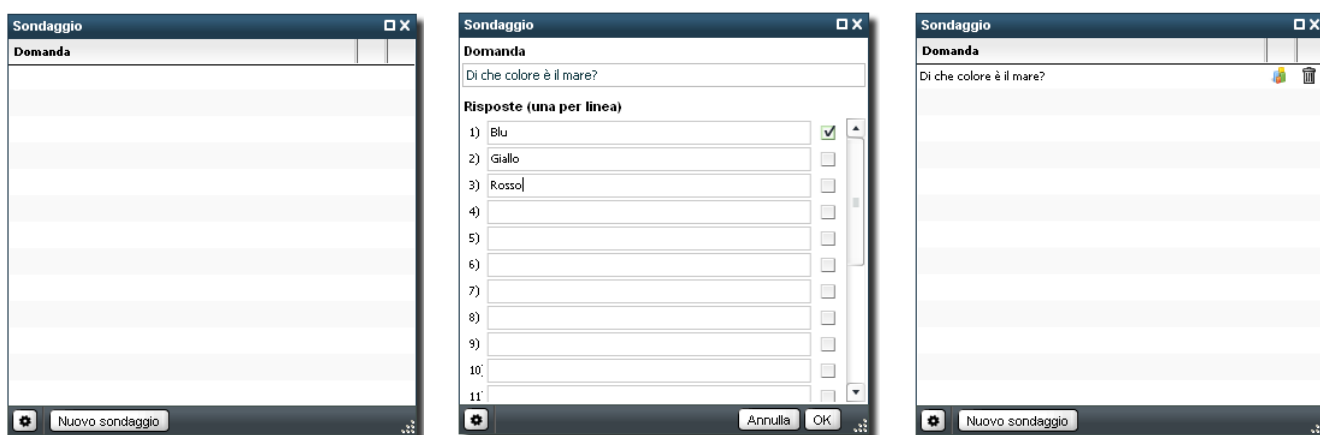 Sondaggio
Domanda
Nuovo sondaggio
Sondaggio
Domanda
Di che colore è il mare?
Risposte (una per linea)
1) Blu
2) Giallo
3) Rosso
4)
5)
6)
7)
8)
9)
10
11
Annulla OK
Sondaggio
Domanda
Di che colore è il mare?
Nuovo sondaggio